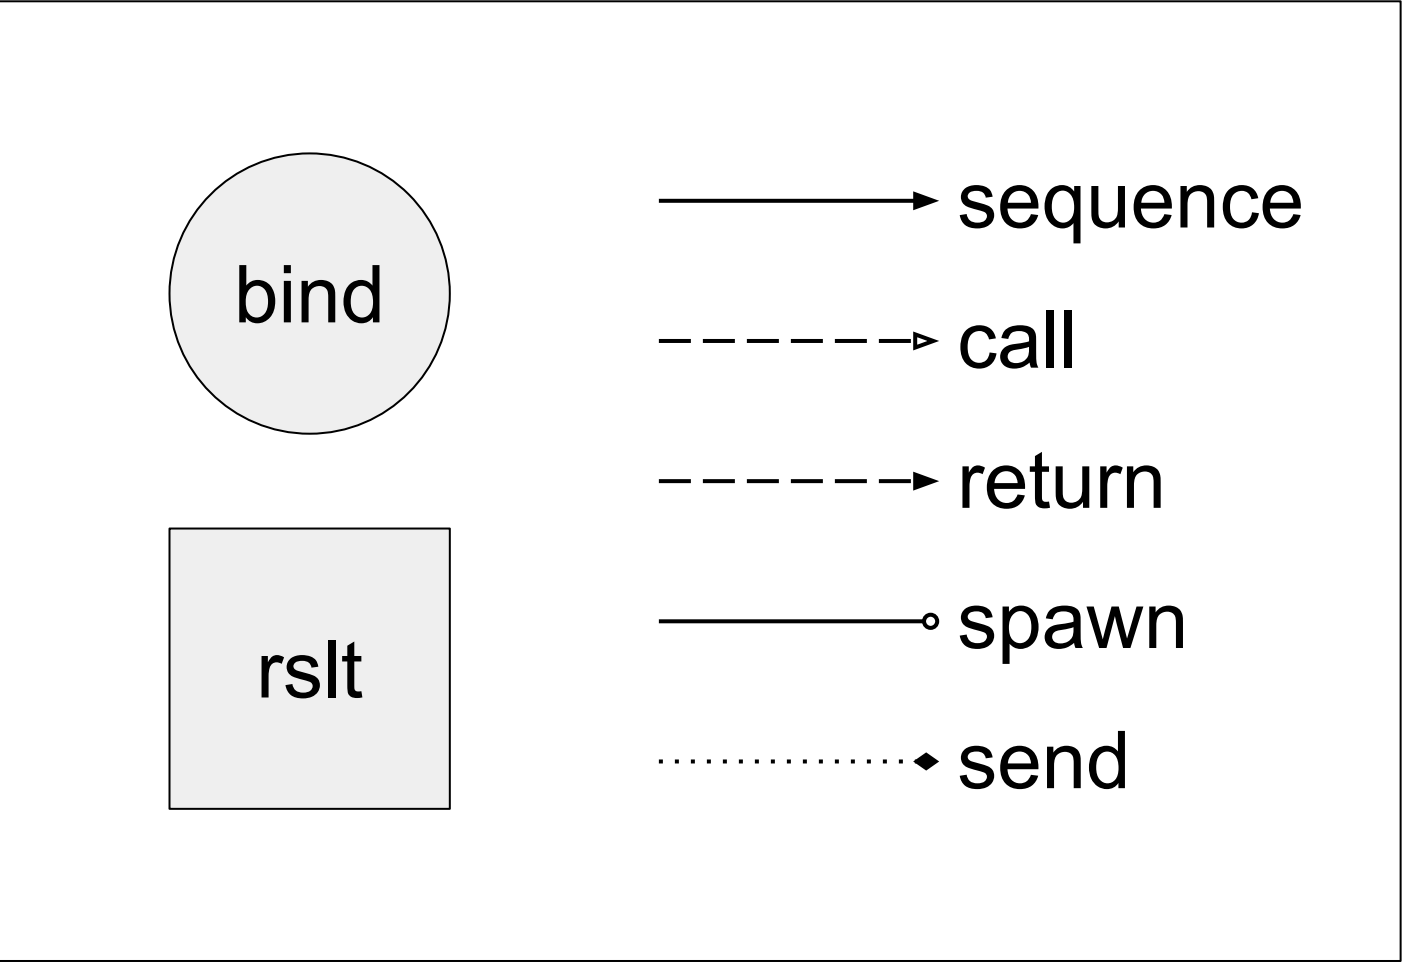 bind
rslt
sequence
call
return
spawn
send